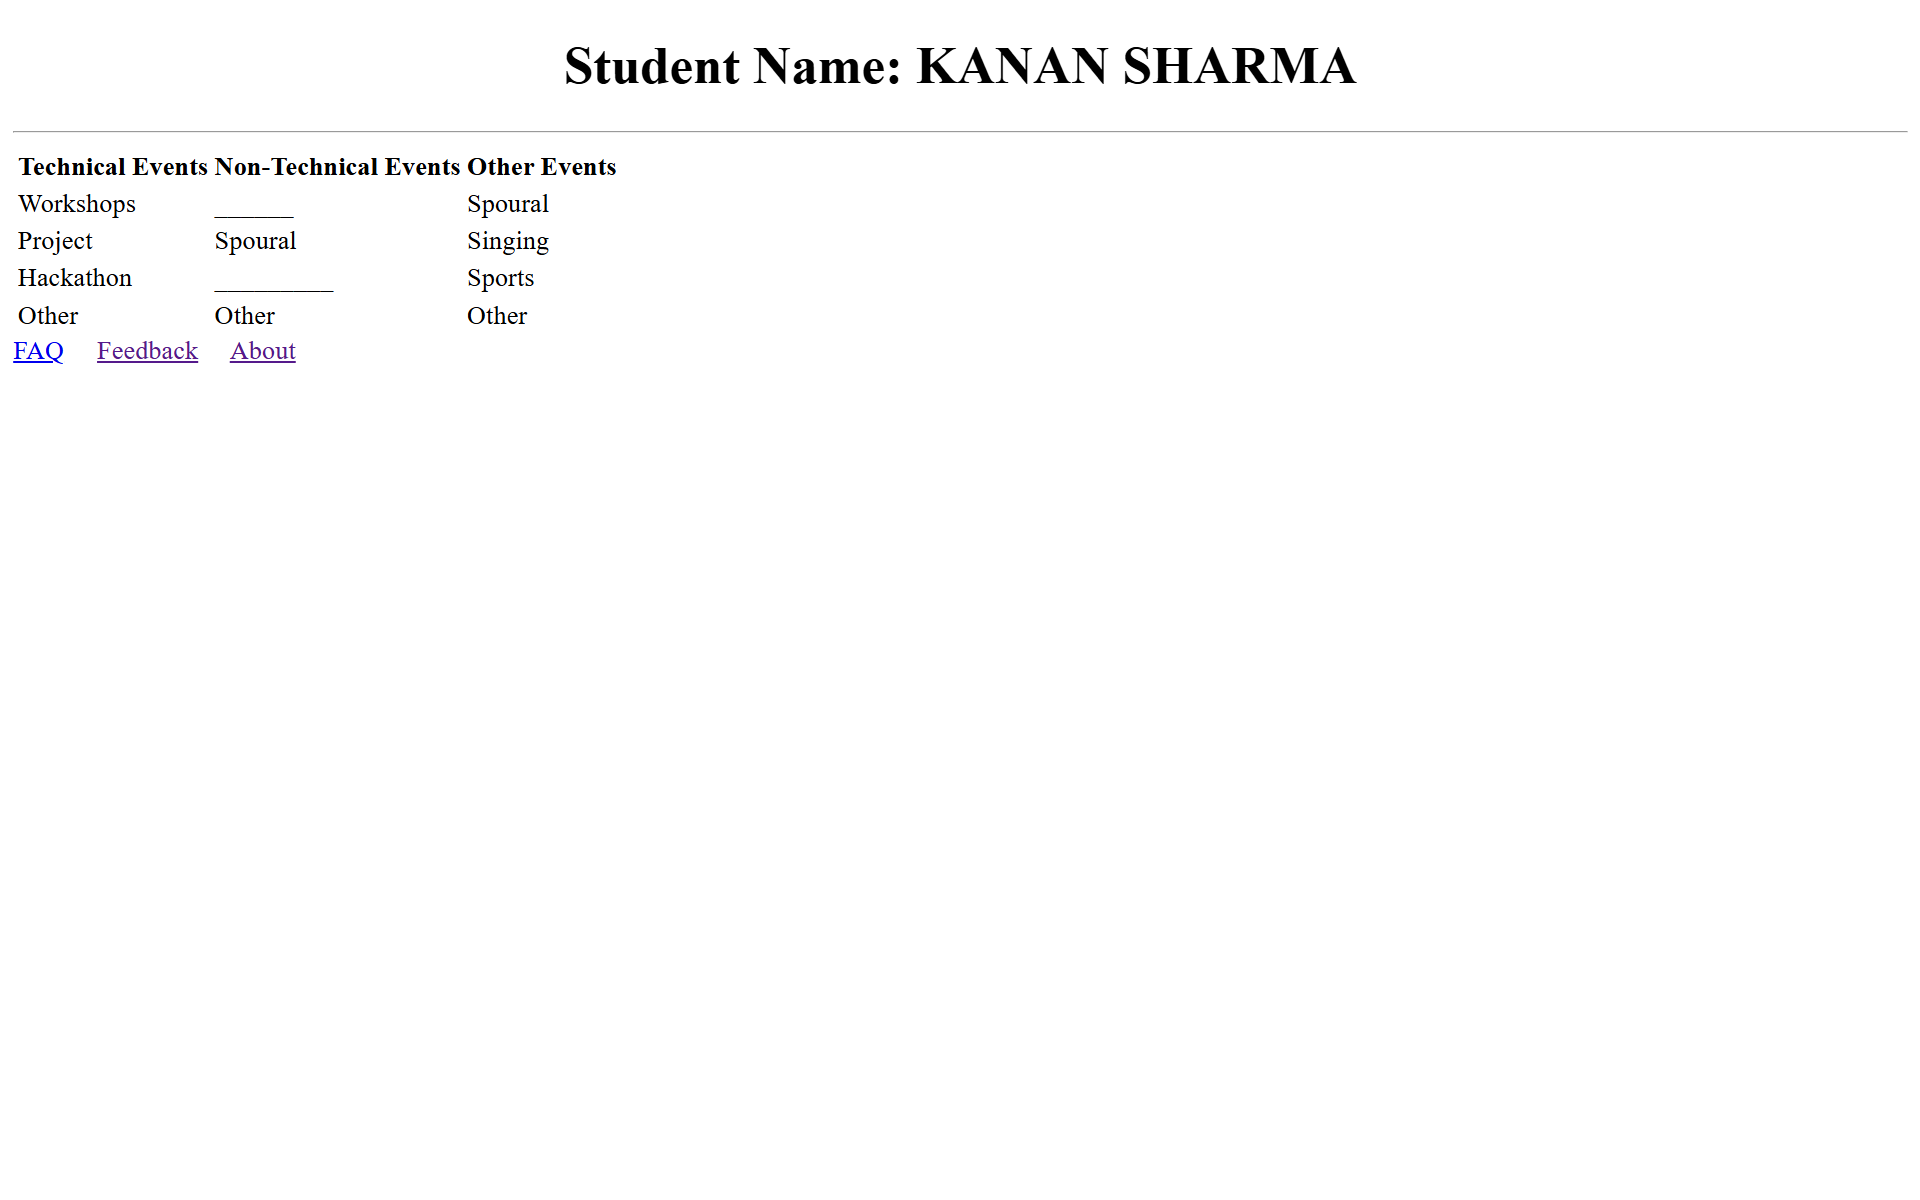 Student Name: KANAN SHARMA
Technical Events Non-Technical Events Other Events
Workshops ______ Spoural
Project Spoural Singing
Hackathon _________ Sports
Other Other Other
FAQ Feedback About